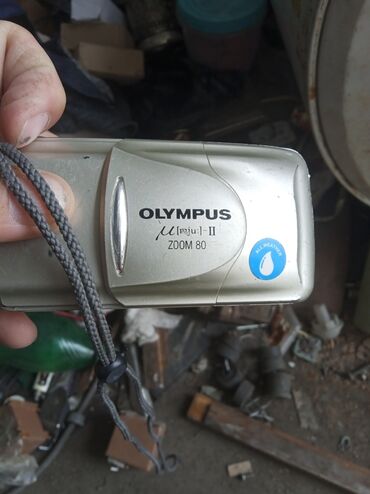 OLYMPUS
µ[mju:]-II
ZOOM 80
ALL WEATHER